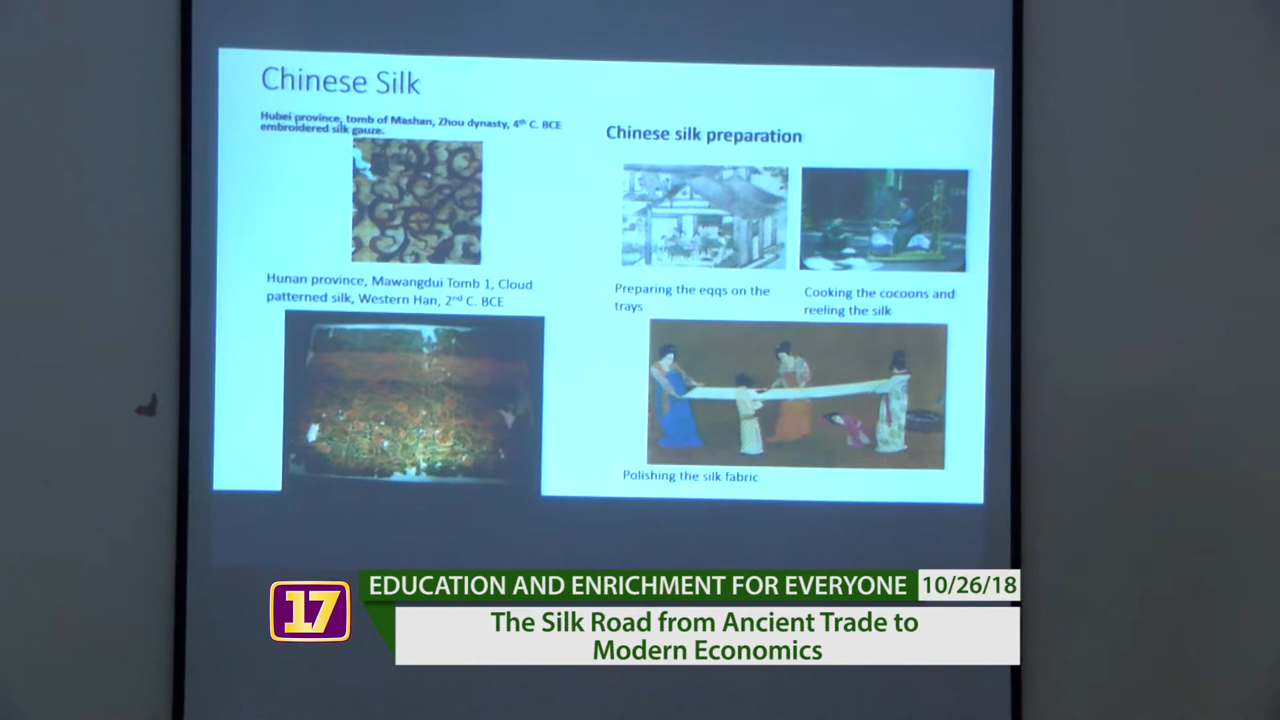 Chinese Silk
Hubei province, tomb of Mashan, Zhou dynasty, 4th C. BCE
embroidered silk gauze.
Hunan province, Mawangdui Tomb 1, Cloud
patterned silk, Western Han, 2nd C. BCE
Chinese silk preparation
Preparing the eqqs on the
trays
Cooking the cocoons and
reeling the silk
Polishing the silk fabric
17
EDUCATION AND ENRICHMENT FOR EVERYONE
10/26/18
The Silk Road from Ancient Trade to
Modern Economics